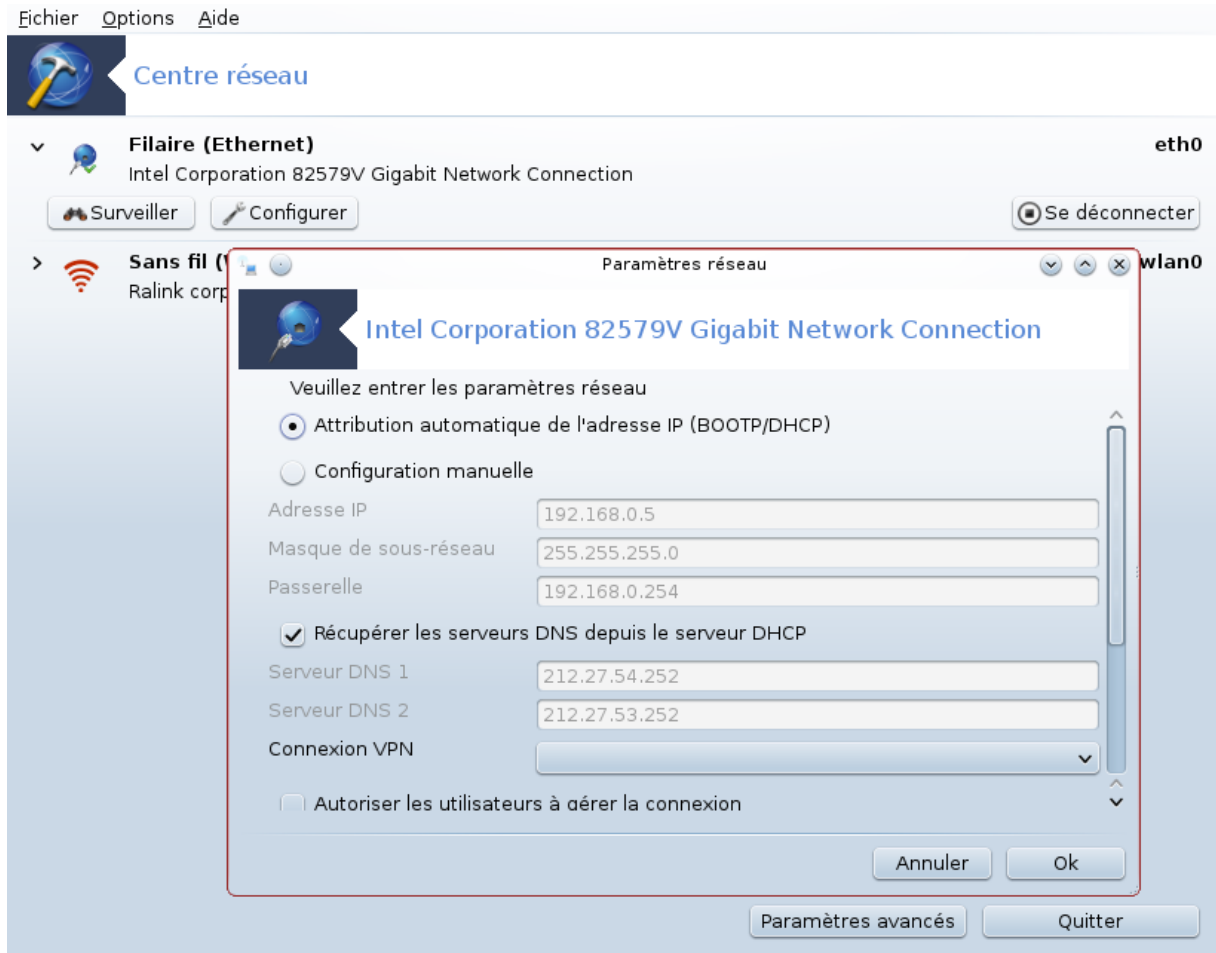 Fichier Options Aide
Centre réseau
Filaire (Ethernet) eth0
Intel Corporation 82579V Gigabit Network Connection
Surveiller Configurer Se déconnecter
Sans fil ( wlan0
Ralink corp
Paramètres réseau
Intel Corporation 82579V Gigabit Network Connection
Veuillez entrer les paramètres réseau
Attribution automatique de l'adresse IP (BOOTP/DHCP)
Configuration manuelle
Adresse IP 192.168.0.5
Masque de sous-réseau 255.255.255.0
Passerelle 192.168.0.254
Récupérer les serveurs DNS depuis le serveur DHCP
Serveur DNS 1 212.27.54.252
Serveur DNS 2 212.27.53.252
Connexion VPN
Autoriser les utilisateurs à gérer la connexion
Annuler Ok
Paramètres avancés Quitter